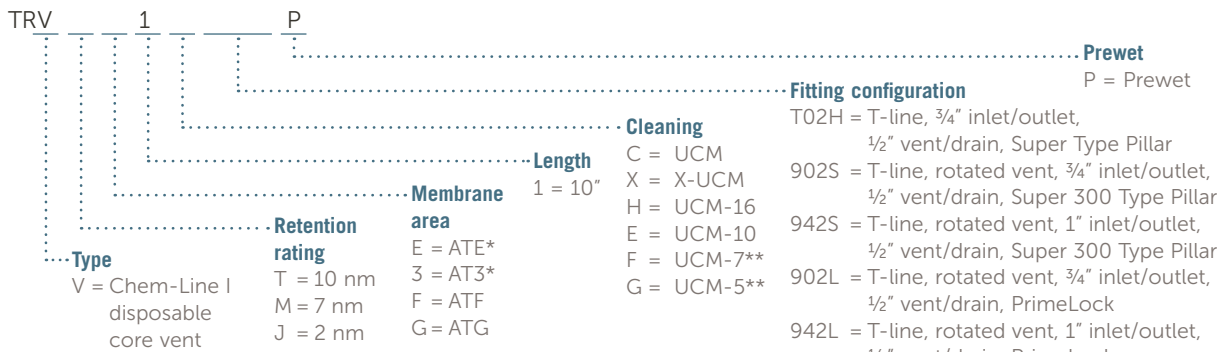 TRV 1 P
Prewet
P = Prewet
Fitting configuration
T02H = T-line, ¾" inlet/outlet,
½" vent/drain, Super Type Pillar
902S = T-line, rotated vent, ¾" inlet/outlet,
½" vent/drain, Super 300 Type Pillar
942S = T-line, rotated vent, 1" inlet/outlet,
½" vent/drain, Super 300 Type Pillar
902L = T-line, rotated vent, ¾" inlet/outlet,
½" vent/drain, PrimeLock
942L = T-line, rotated vent, 1" inlet/outlet,
Cleaning
C = UCM
X = X-UCM
H = UCM-16
E = UCM-10
F = UCM-7**
G = UCM-5**
Length
1 = 10"
Membrane
area
E = ATE*
3 = AT3*
F = ATF
G = ATG
Retention
rating
T = 10 nm
M = 7 nm
J = 2 nm
Type
V = Chem-Line I
disposable
core vent